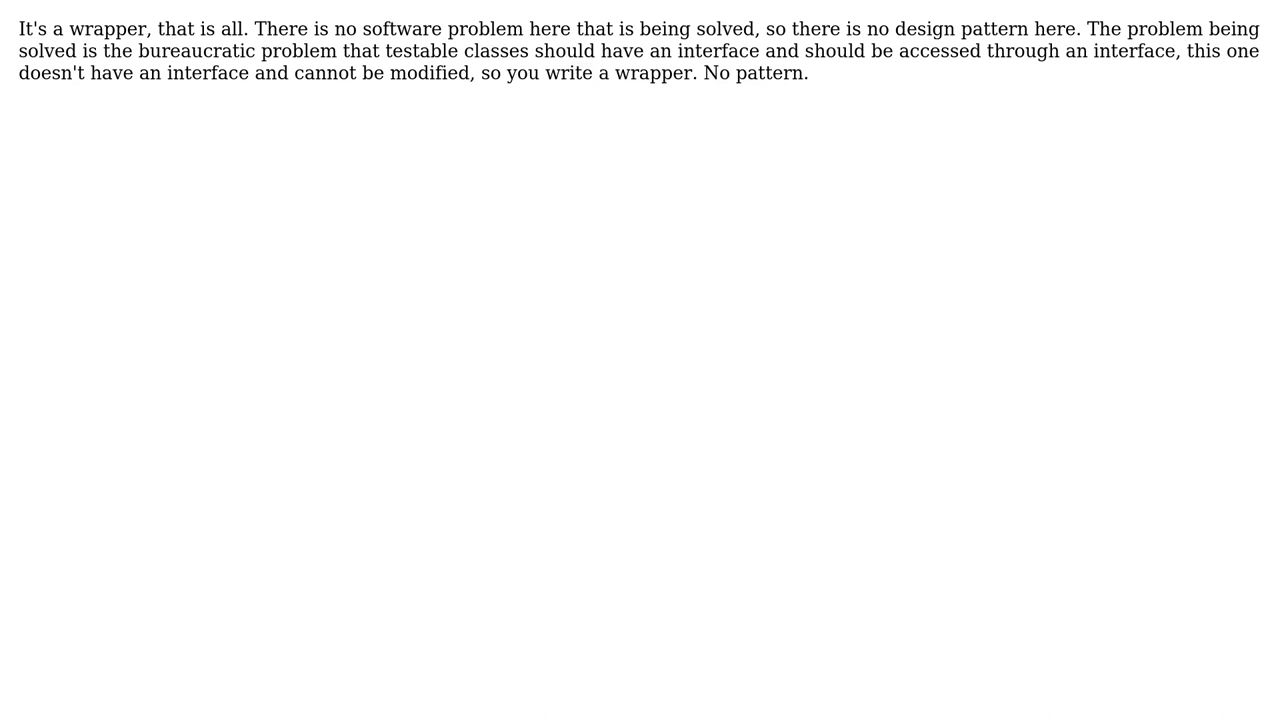 It's a wrapper, that is all. There is no software problem here that is being solved, so there is no design pattern here. The problem being
solved is the bureaucratic problem that testable classes should have an interface and should be accessed through an interface, this one
doesn't have an interface and cannot be modified, so you write a wrapper. No pattern.